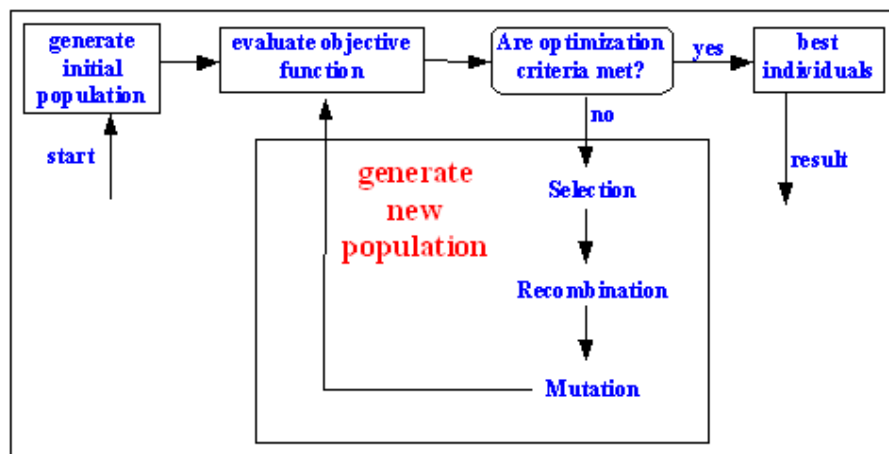 generate
initial
population
evaluate objective
function
Are optimization
criteria met?
yes
best
individuals
start
no
result
generate
new
population
Selection
Recombination
Mutation